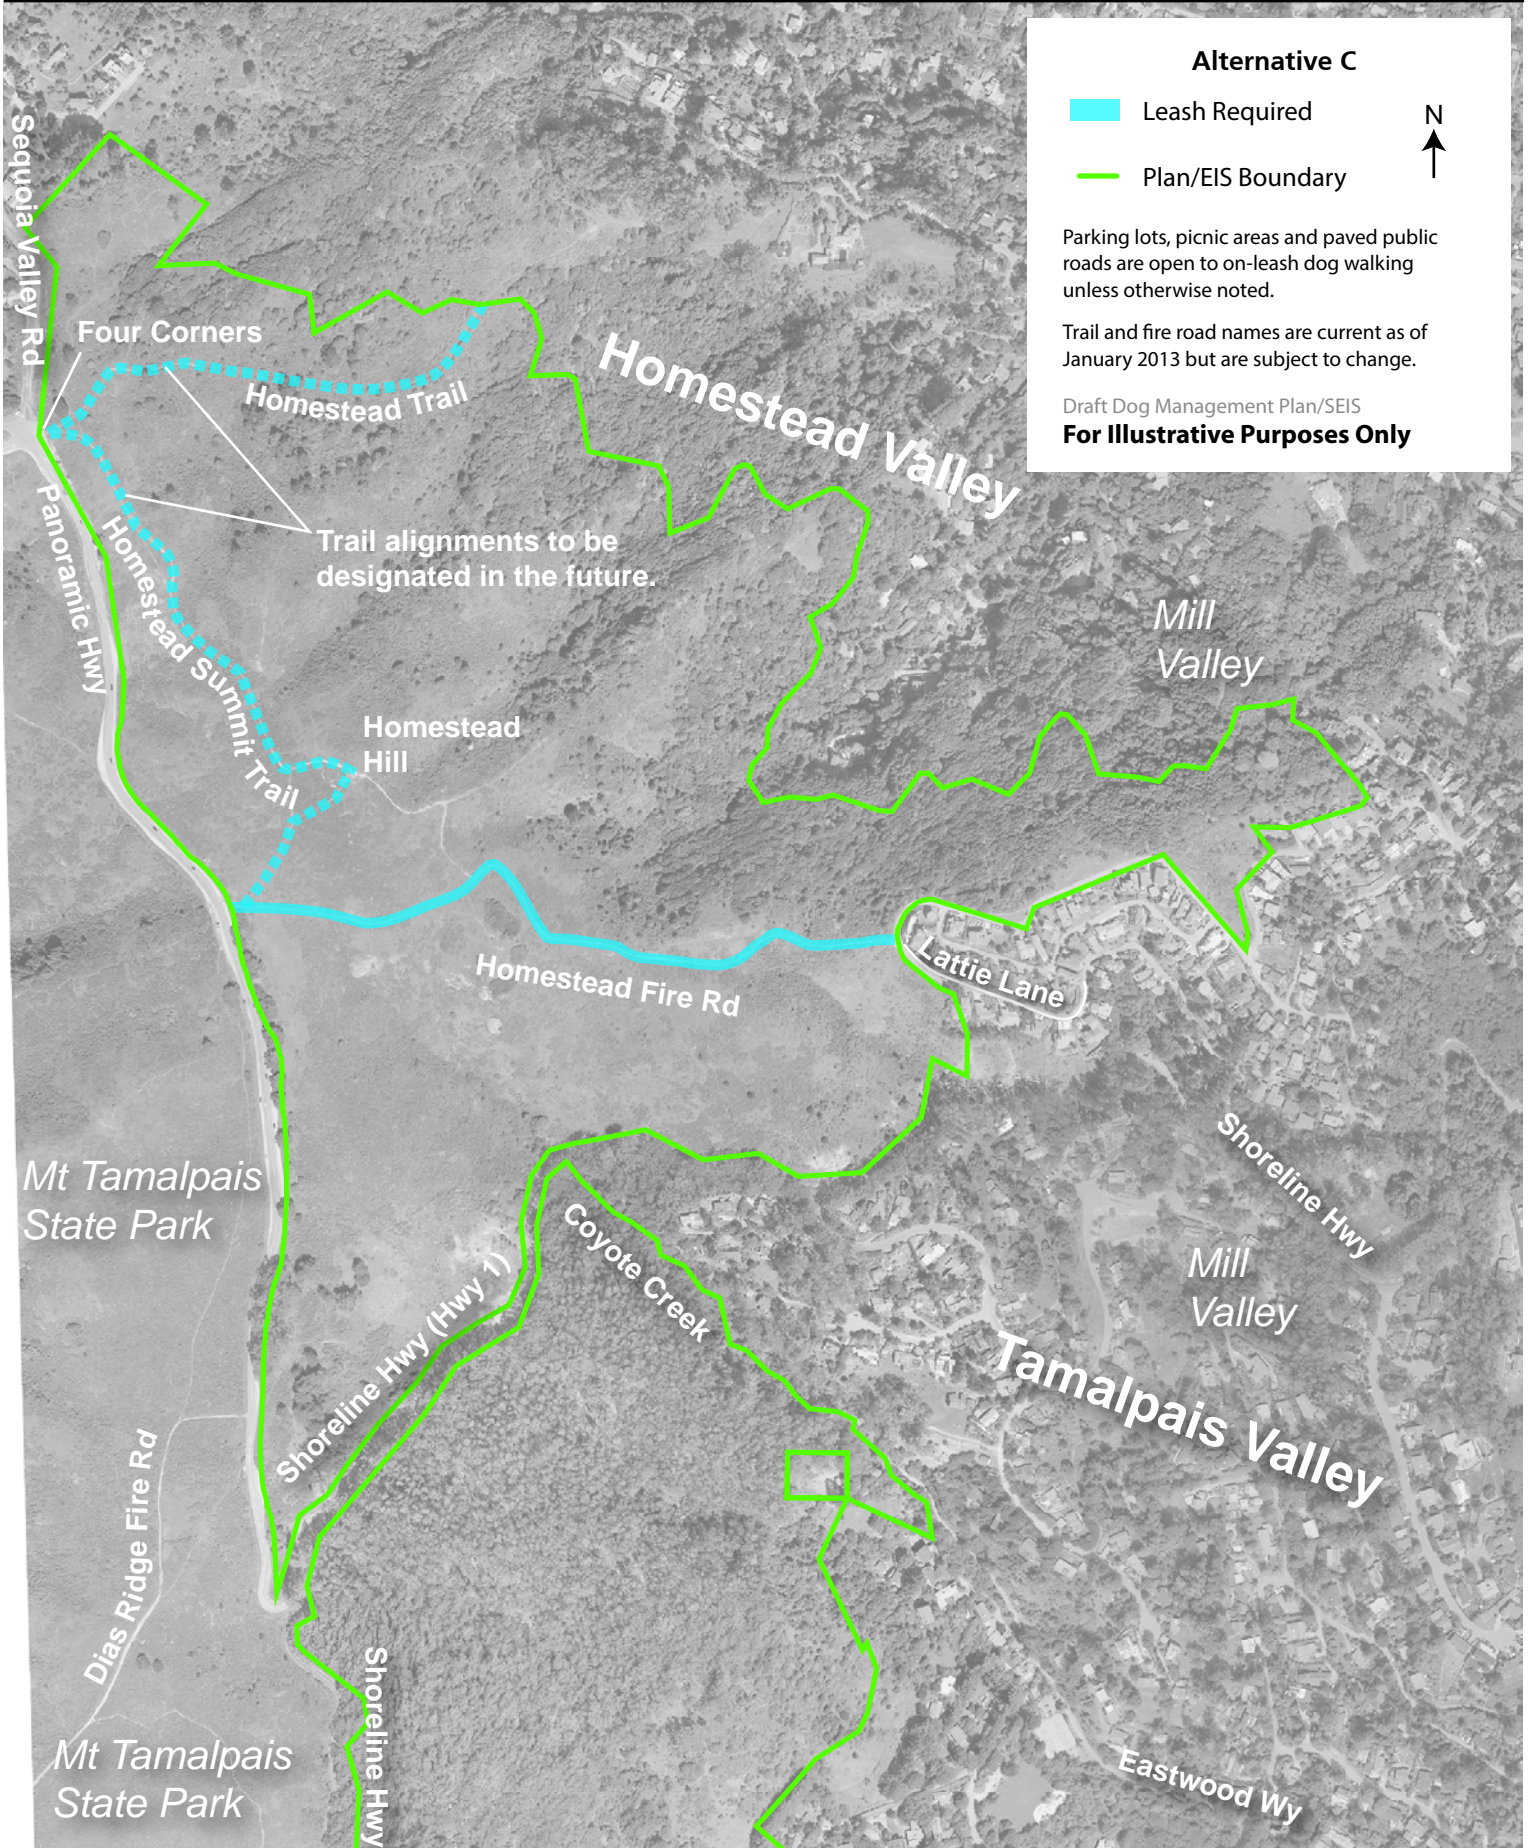 Alternative C
Leash Required
N
Plan/EIS Boundary
Parking lots, picnic areas and paved public
roads are open to on-leash dog walking
unless otherwise noted.
Trail and fire road names are current as of
January 2013 but are subject to change.
Draft Dog Management Plan/SEIS
For Illustrative Purposes Only
Sequoia Valley Rd
Four Corners
Homestead Trail
Homestead Valley
Panoramic Hwy
Homestead Summit Trail
Trail alignments to be
designated in the future.
Mill
Valley
Homestead
Hill
Homestead Fire Rd
Lattie Lane
Shoreline Hwy
Mt Tamalpais
State Park
Coyote Creek
Shoreline Hwy (Hwy 1)
Mill
Valley
Tamalpais Valley
Dias Ridge Fire Rd
Shoreline Hwy
Mt Tamalpais
State Park
Eastwood Wy